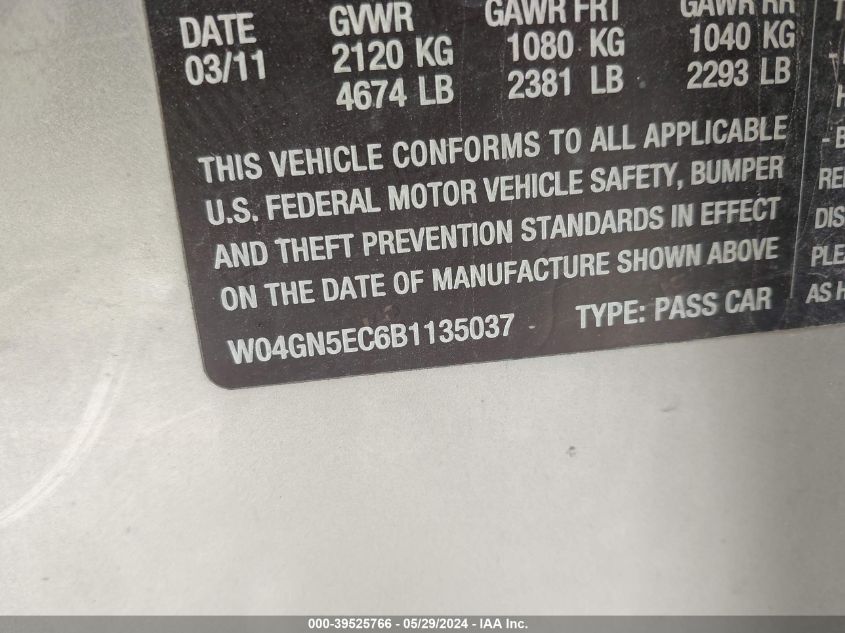 DATE GVWR GAWR FRT GAWR RR
03/11 2120 KG 1080 KG 1040 KG
4674 LB 2381 LB 2293 LB
THIS VEHICLE CONFORMS TO ALL APPLICABLE
U.S. FEDERAL MOTOR VEHICLE SAFETY, BUMPER
AND THEFT PREVENTION STANDARDS IN EFFECT
ON THE DATE OF MANUFACTURE SHOWN ABOVE
W04GN5EC6B1135037 TYPE: PASS CAR
AS
000-39525766 - 05/29/2024 - IAA Inc.